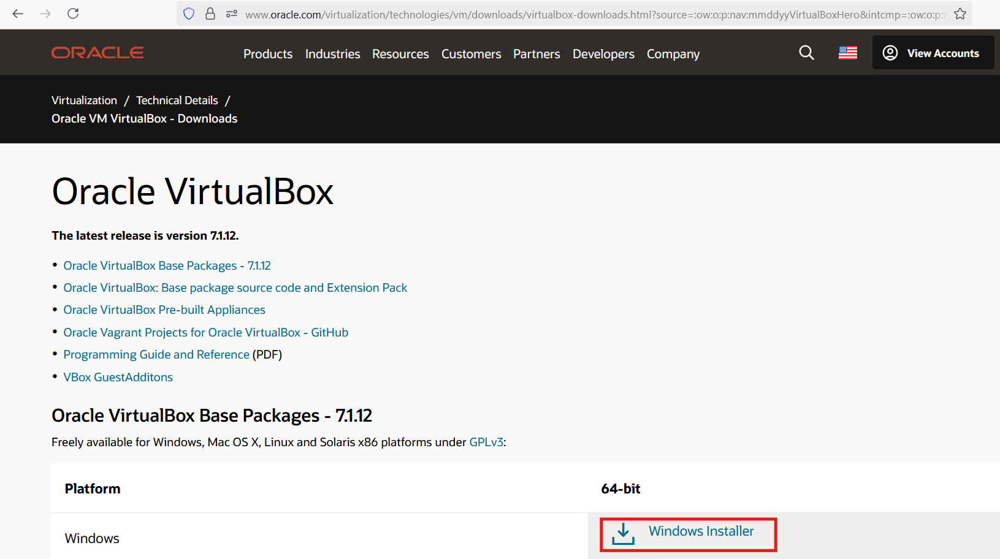 www.oracle.com/virtualization/technologies/vm/downloads/virtualbox-downloads.html?source=:ow:o:p:nav:mmddyyVirtualBoxHero&intcmp=:ow:o:p:n
ORACLE
Products Industries Resources Customers Partners Developers Company
View Accounts
Virtualization / Technical Details /
Oracle VM VirtualBox - Downloads
Oracle VirtualBox
The latest release is version 7.1.12.
• Oracle VirtualBox Base Packages - 7.1.12
• Oracle VirtualBox: Base package source code and Extension Pack
• Oracle VirtualBox Pre-built Appliances
• Oracle Vagrant Projects for Oracle VirtualBox - GitHub
• Programming Guide and Reference (PDF)
• VBox GuestAdditons
Oracle VirtualBox Base Packages - 7.1.12
Freely available for Windows, Mac OS X, Linux and Solaris x86 platforms under GPLv3:
Platform 64-bit
Windows Windows Installer